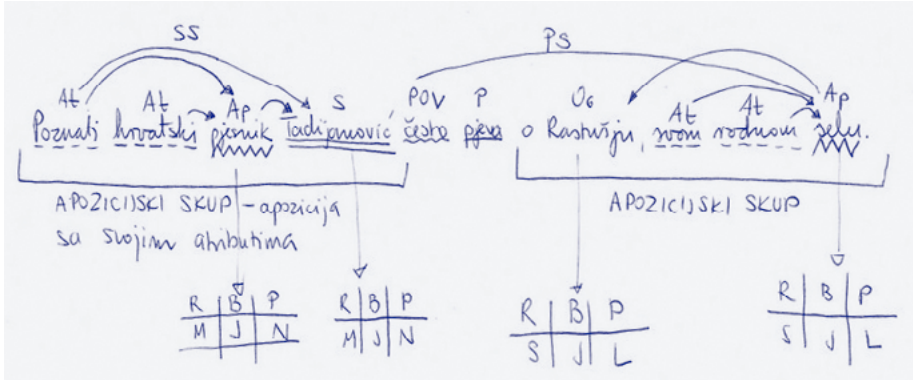 SS PS
At At Ap S POV P O6 At At Ap
Poznati hrvatski pjesnik Tadijanović često pjeva o Rastušju, svom rodnom selu.
APOZICIJSKI SKUP – apozicija APOZICIJSKI SKUP
sa svojim atributima
R B P R B P R B P R B P
M J N M J N S J L S J L